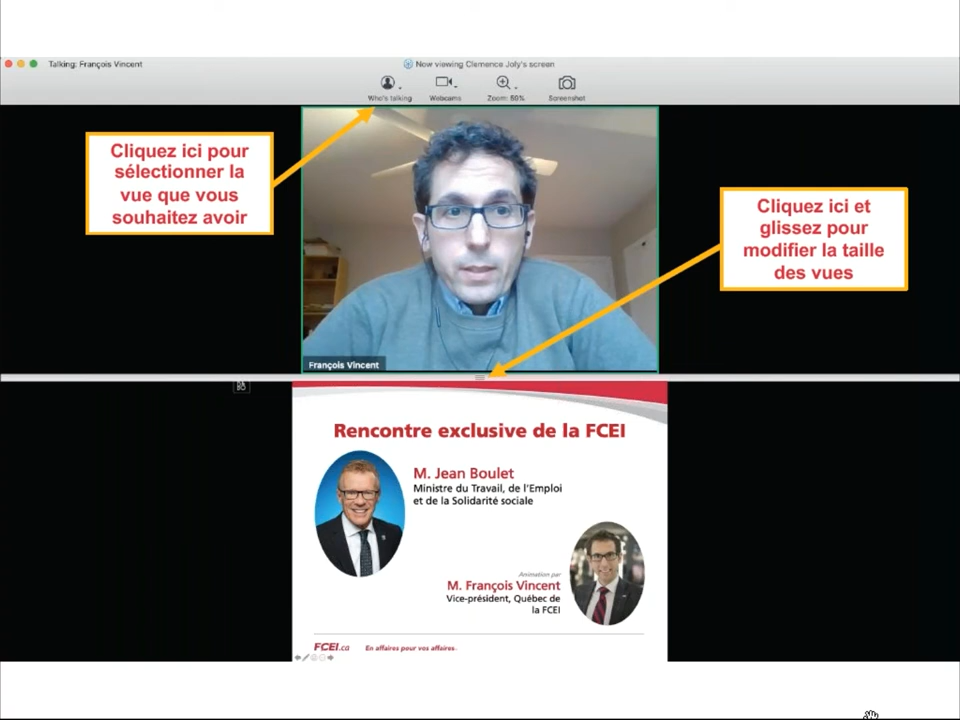 Talking: François Vincent
Now viewing Clemence Joly's screen
Who's talking
Webcams
Zoom: 59%
Screenshot
Cliquez ici pour
sélectionner la
vue que vous
souhaitez avoir
Cliquez ici et
glissez pour
modifier la taille
des vues
François Vincent
Rencontre exclusive de la FCEI
M. Jean Boulet
Ministre du Travail, de l'Emploi
et de la Solidarité sociale
Animation par
M. François Vincent
Vice-président, Québec de
la FCEI
FCEI.ca
En affaires pour vos affaires.